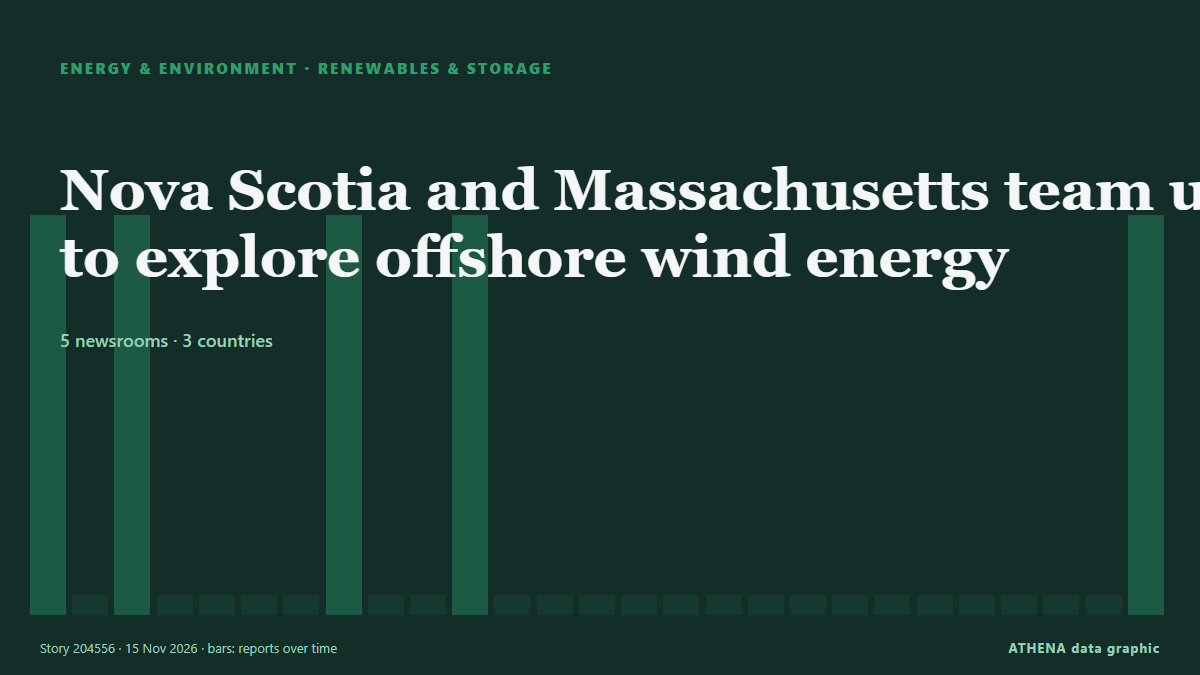 ENERGY & ENVIRONMENT · RENEWABLES & STORAGE
Nova Scotia and Massachusetts team u
to explore offshore wind energy
5 newsrooms · 3 countries
Story 204556 · 15 Nov 2026 · bars: reports over time
ATHENA data graphic